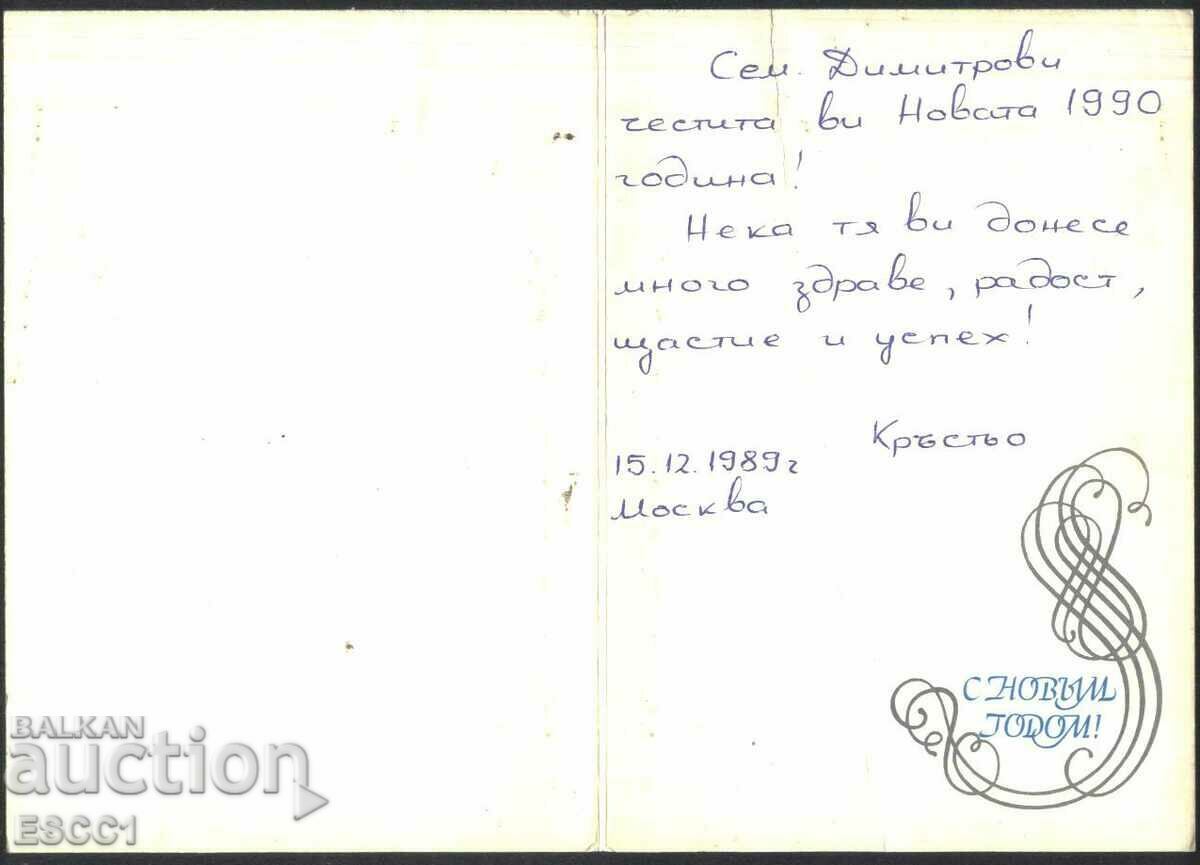 Сем. Димитрови
честита ви Новата 1990
година!
Нека тя ви донесе
много здраве, радост,
щастие и успех!
Кръстьо
15.12.1989г
Москва
С НОВЫМ
ГОДОМ!
BALKAN
auction
ESCC1